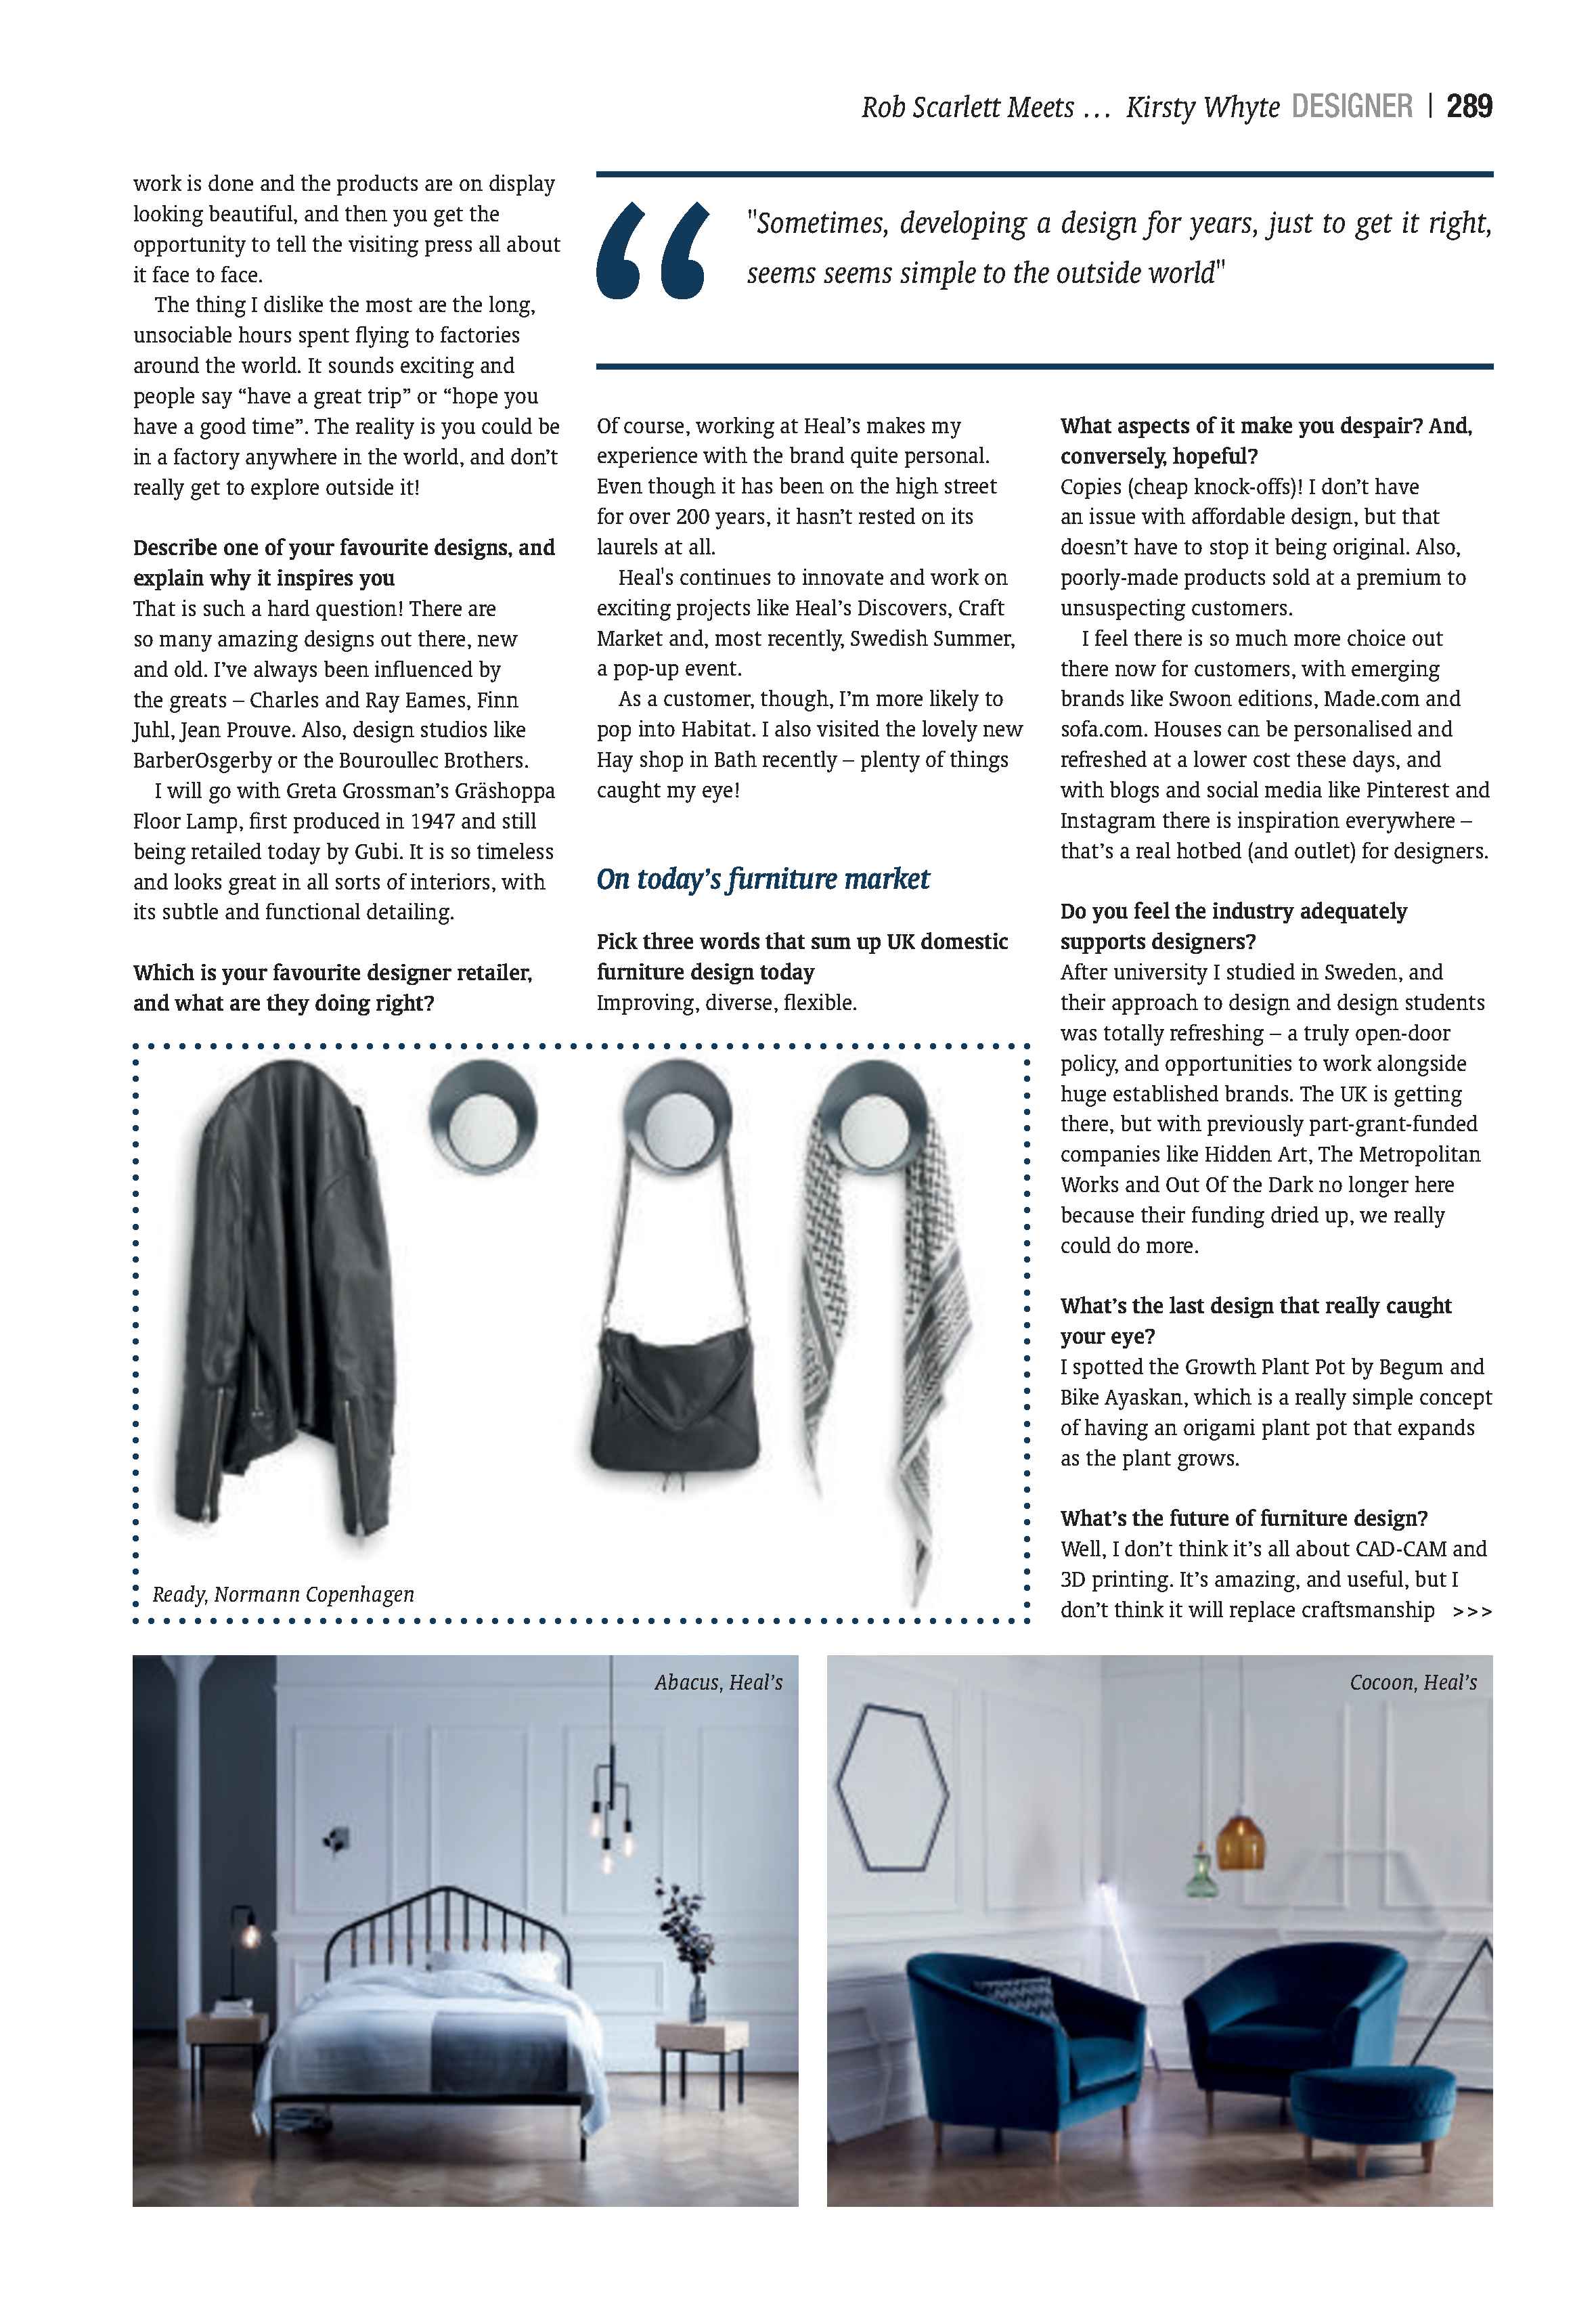 Rob Scarlett Meets ... Kirsty Whyte DESIGNER | 289
work is done and the products are on display
looking beautiful, and then you get the
opportunity to tell the visiting press all about
it face to face.
The thing I dislike the most are the long,
unsociable hours spent flying to factories
around the world. It sounds exciting and
people say “have a great trip” or “hope you
have a good time”. The reality is you could be
in a factory anywhere in the world, and don’t
really get to explore outside it!
Describe one of your favourite designs, and
explain why it inspires you
That is such a hard question! There are
so many amazing designs out there, new
and old. I’ve always been influenced by
the greats – Charles and Ray Eames, Finn
Juhl, Jean Prouve. Also, design studios like
BarberOsgerby or the Bouroullec Brothers.
I will go with Greta Grossman’s Gräshoppa
Floor Lamp, first produced in 1947 and still
being retailed today by Gubi. It is so timeless
and looks great in all sorts of interiors, with
its subtle and functional detailing.
Which is your favourite designer retailer,
and what are they doing right?
“
"Sometimes, developing a design for years, just to get it right,
seems seems simple to the outside world"
Of course, working at Heal’s makes my
experience with the brand quite personal.
Even though it has been on the high street
for over 200 years, it hasn’t rested on its
laurels at all.
Heal's continues to innovate and work on
exciting projects like Heal’s Discovers, Craft
Market and, most recently, Swedish Summer,
a pop-up event.
As a customer, though, I’m more likely to
pop into Habitat. I also visited the lovely new
Hay shop in Bath recently – plenty of things
caught my eye!
On today’s furniture market
Pick three words that sum up UK domestic
furniture design today
Improving, diverse, flexible.
What aspects of it make you despair? And,
conversely, hopeful?
Copies (cheap knock-offs)! I don’t have
an issue with affordable design, but that
doesn’t have to stop it being original. Also,
poorly-made products sold at a premium to
unsuspecting customers.
I feel there is so much more choice out
there now for customers, with emerging
brands like Swoon editions, Made.com and
sofa.com. Houses can be personalised and
refreshed at a lower cost these days, and
with blogs and social media like Pinterest and
Instagram there is inspiration everywhere –
that’s a real hotbed (and outlet) for designers.
Do you feel the industry adequately
supports designers?
After university I studied in Sweden, and
their approach to design and design students
was totally refreshing – a truly open-door
policy, and opportunities to work alongside
huge established brands. The UK is getting
there, but with previously part-grant-funded
companies like Hidden Art, The Metropolitan
Works and Out Of the Dark no longer here
because their funding dried up, we really
could do more.
What’s the last design that really caught
your eye?
I spotted the Growth Plant Pot by Begum and
Bike Ayaskan, which is a really simple concept
of having an origami plant pot that expands
as the plant grows.
What’s the future of furniture design?
Well, I don’t think it’s all about CAD-CAM and
3D printing. It’s amazing, and useful, but I
don’t think it will replace craftsmanship >>>
Ready, Normann Copenhagen
Abacus, Heal’s
Cocoon, Heal’s